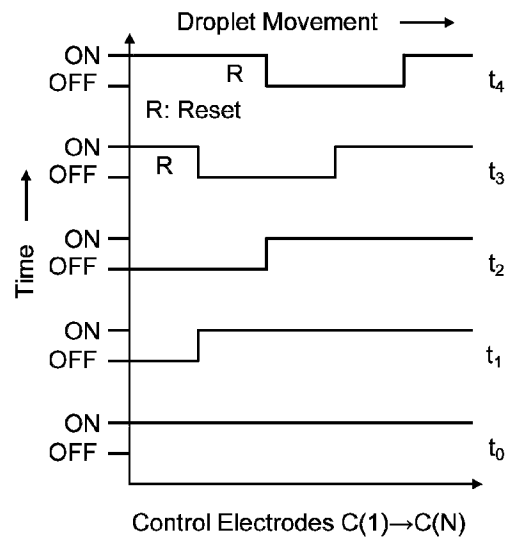 Droplet Movement
ON
OFF
R
t4
R: Reset
ON
OFF
R
t3
ON
OFF
t2
ON
OFF
t1
ON
OFF
t0
Time
Control Electrodes C(1)→C(N)